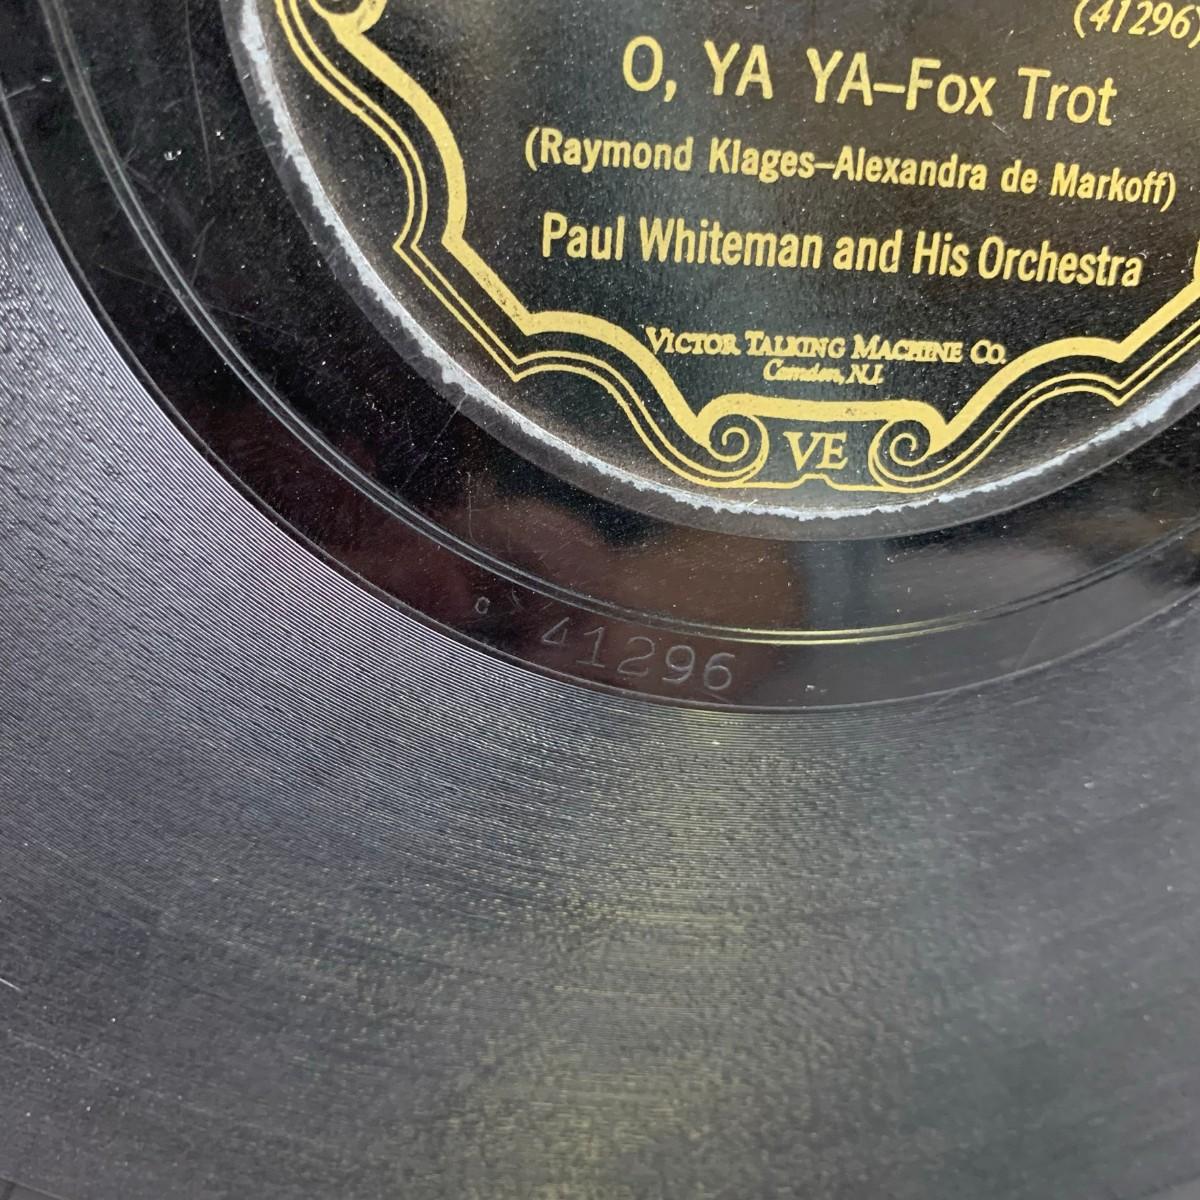 (41296)
O, YA YA–Fox Trot
(Raymond Klages–Alexandra de Markoff)
Paul Whiteman and His Orchestra
VICTOR TALKING MACHINE CO.
Camden, N.J.
VE
41296